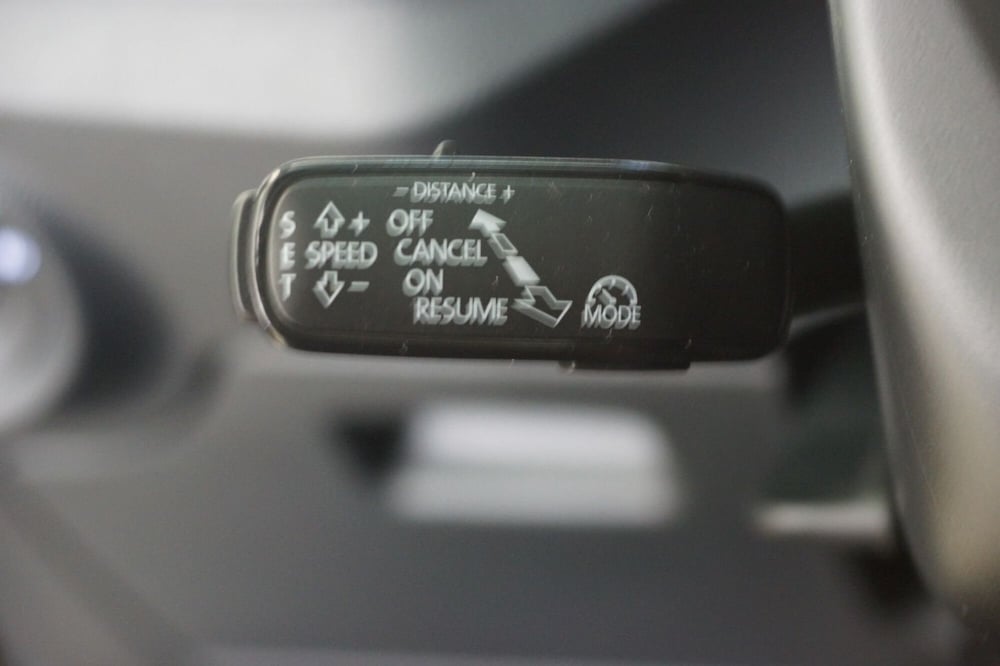 - DISTANCE +
S + OFF
E SPEED CANCEL
T - ON
RESUME
MODE